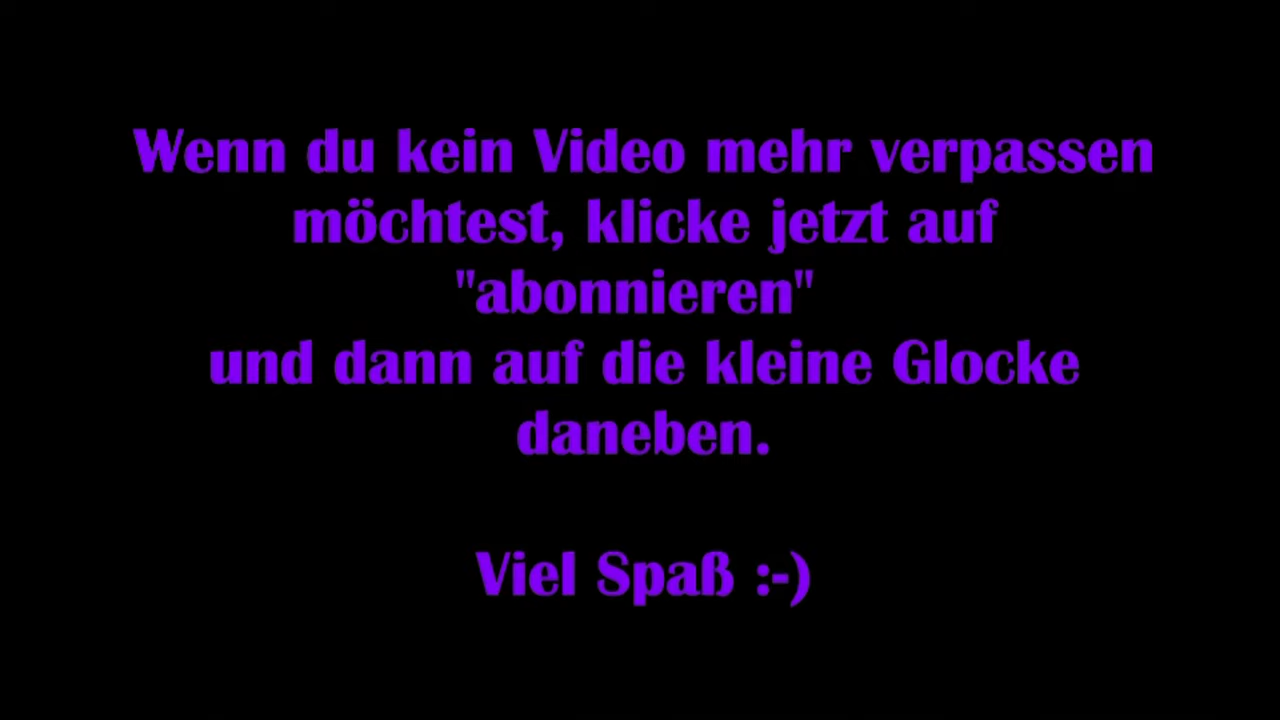 Wenn du kein Video mehr verpassen
möchtest, klicke jetzt auf
"abonnieren"
und dann auf die kleine Glocke
daneben.
Viel Spaß :-)